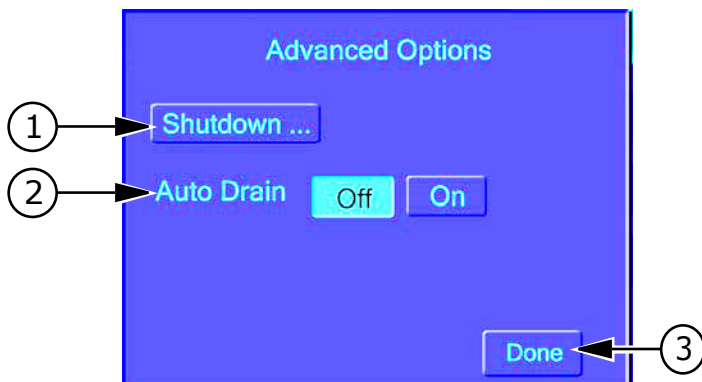 Advanced Options
1
Shutdown ...
2
Auto Drain Off On
Done
3